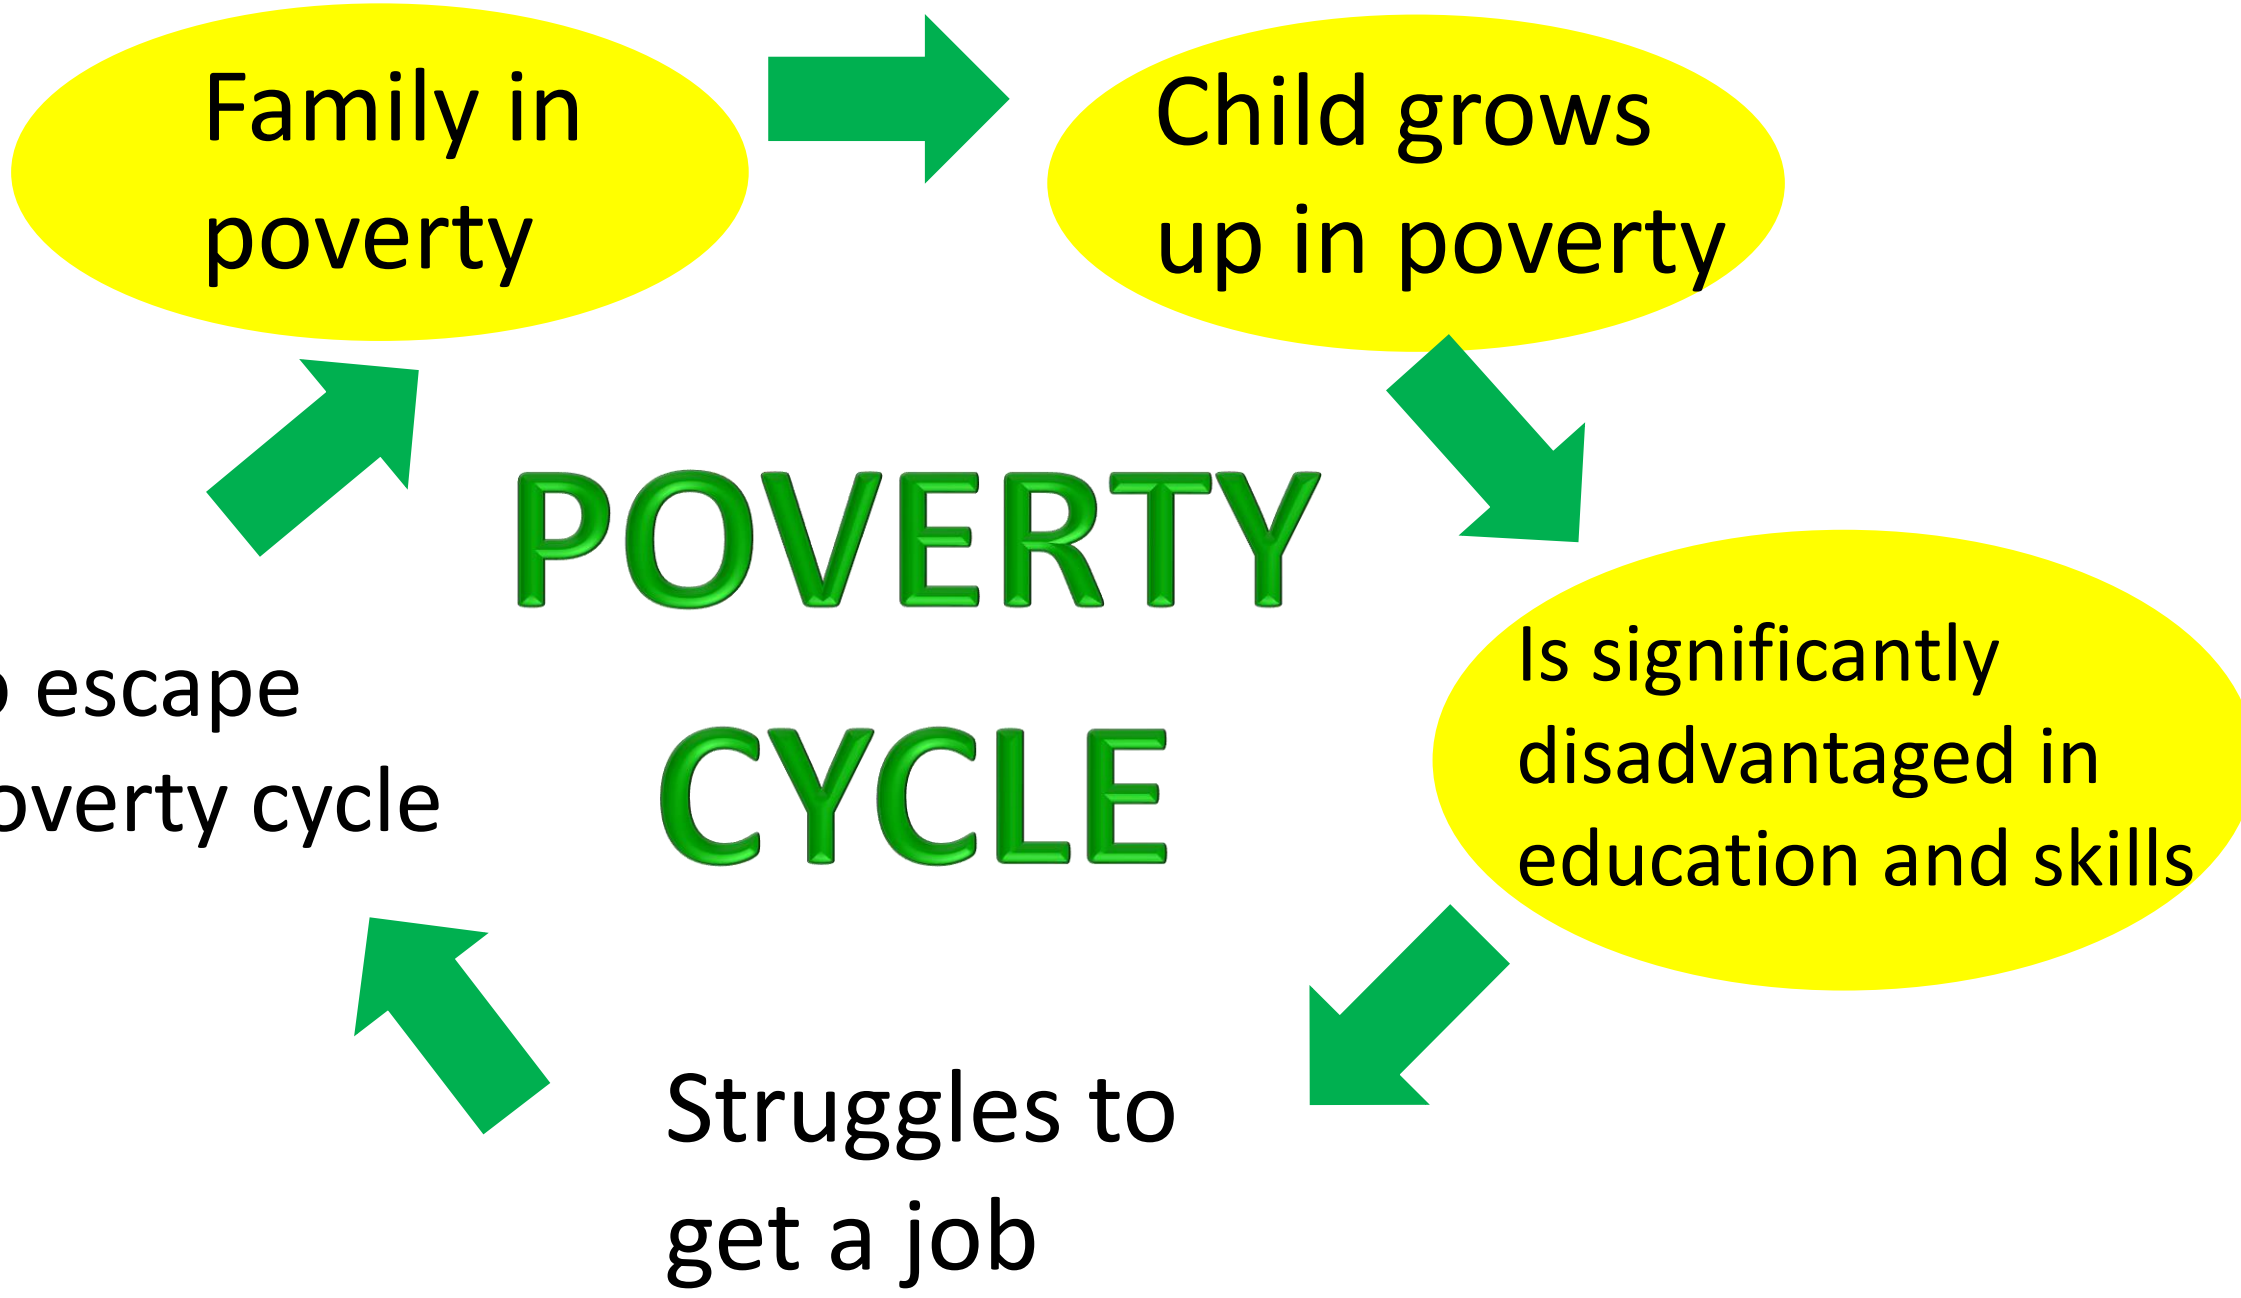 Family in
poverty
Child grows
up in poverty
POVERTY
CYCLE
Is significantly
disadvantaged in
education and skills
Struggles to
get a job
escape
cycle